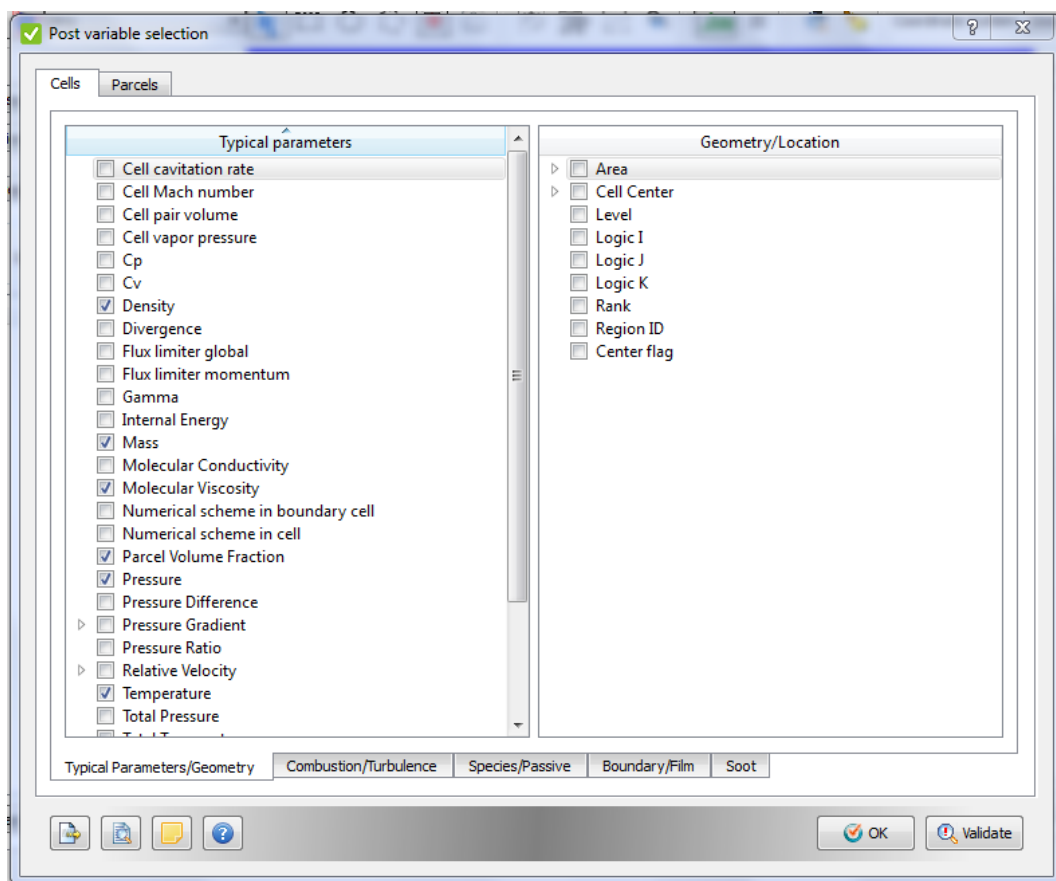 Post variable selection
Cells
Parcels
Typical parameters
Cell cavitation rate
Cell Mach number
Cell pair volume
Cell vapor pressure
Cp
Cv
Density
Divergence
Flux limiter global
Flux limiter momentum
Gamma
Internal Energy
Mass
Molecular Conductivity
Molecular Viscosity
Numerical scheme in boundary cell
Numerical scheme in cell
Parcel Volume Fraction
Pressure
Pressure Difference
Pressure Gradient
Pressure Ratio
Relative Velocity
Temperature
Total Pressure
Geometry/Location
Area
Cell Center
Level
Logic I
Logic J
Logic K
Rank
Region ID
Center flag
Typical Parameters/Geometry
Combustion/Turbulence
Species/Passive
Boundary/Film
Soot
OK
Validate